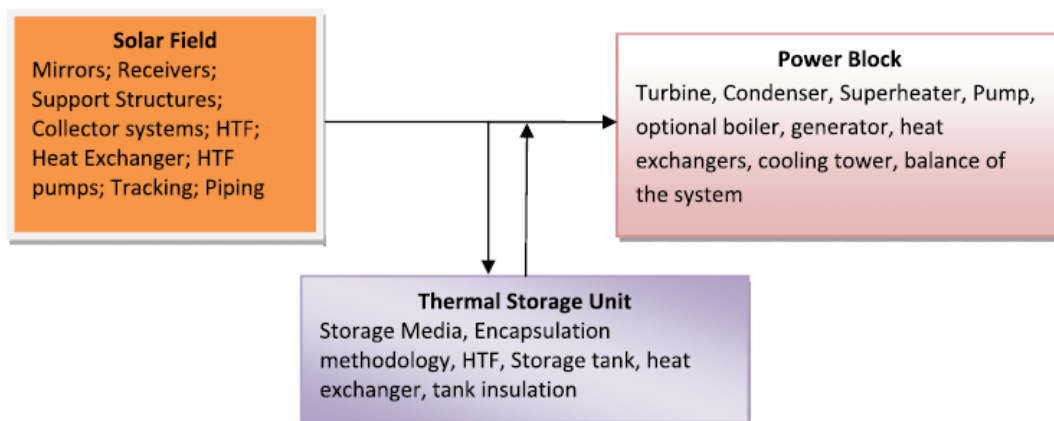 Solar Field
Mirrors; Receivers;
Support Structures;
Collector systems; HTF;
Heat Exchanger; HTF
pumps; Tracking; Piping
Power Block
Turbine, Condenser, Superheater, Pump,
optional boiler, generator, heat
exchangers, cooling tower, balance of
the system
Thermal Storage Unit
Storage Media, Encapsulation
methodology, HTF, Storage tank, heat
exchanger, tank insulation